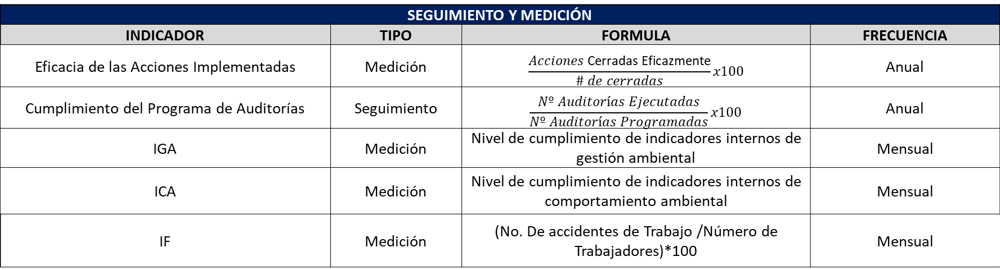 SEGUIMIENTO Y MEDICIÓN
INDICADOR TIPO FORMULA FRECUENCIA
Eficacia de las Acciones Implementadas Medición Acciones Cerradas Eficazmente / # de cerradas x100 Anual
Cumplimiento del Programa de Auditorías Seguimiento Nº Auditorías Ejecutadas / Nº Auditorías Programadas x100 Anual
IGA Medición Nivel de cumplimiento de indicadores internos de
gestión ambiental Mensual
ICA Medición Nivel de cumplimiento de indicadores internos de
comportamiento ambiental Mensual
IF Medición (No. De accidentes de Trabajo /Número de
Trabajadores)*100 Mensual